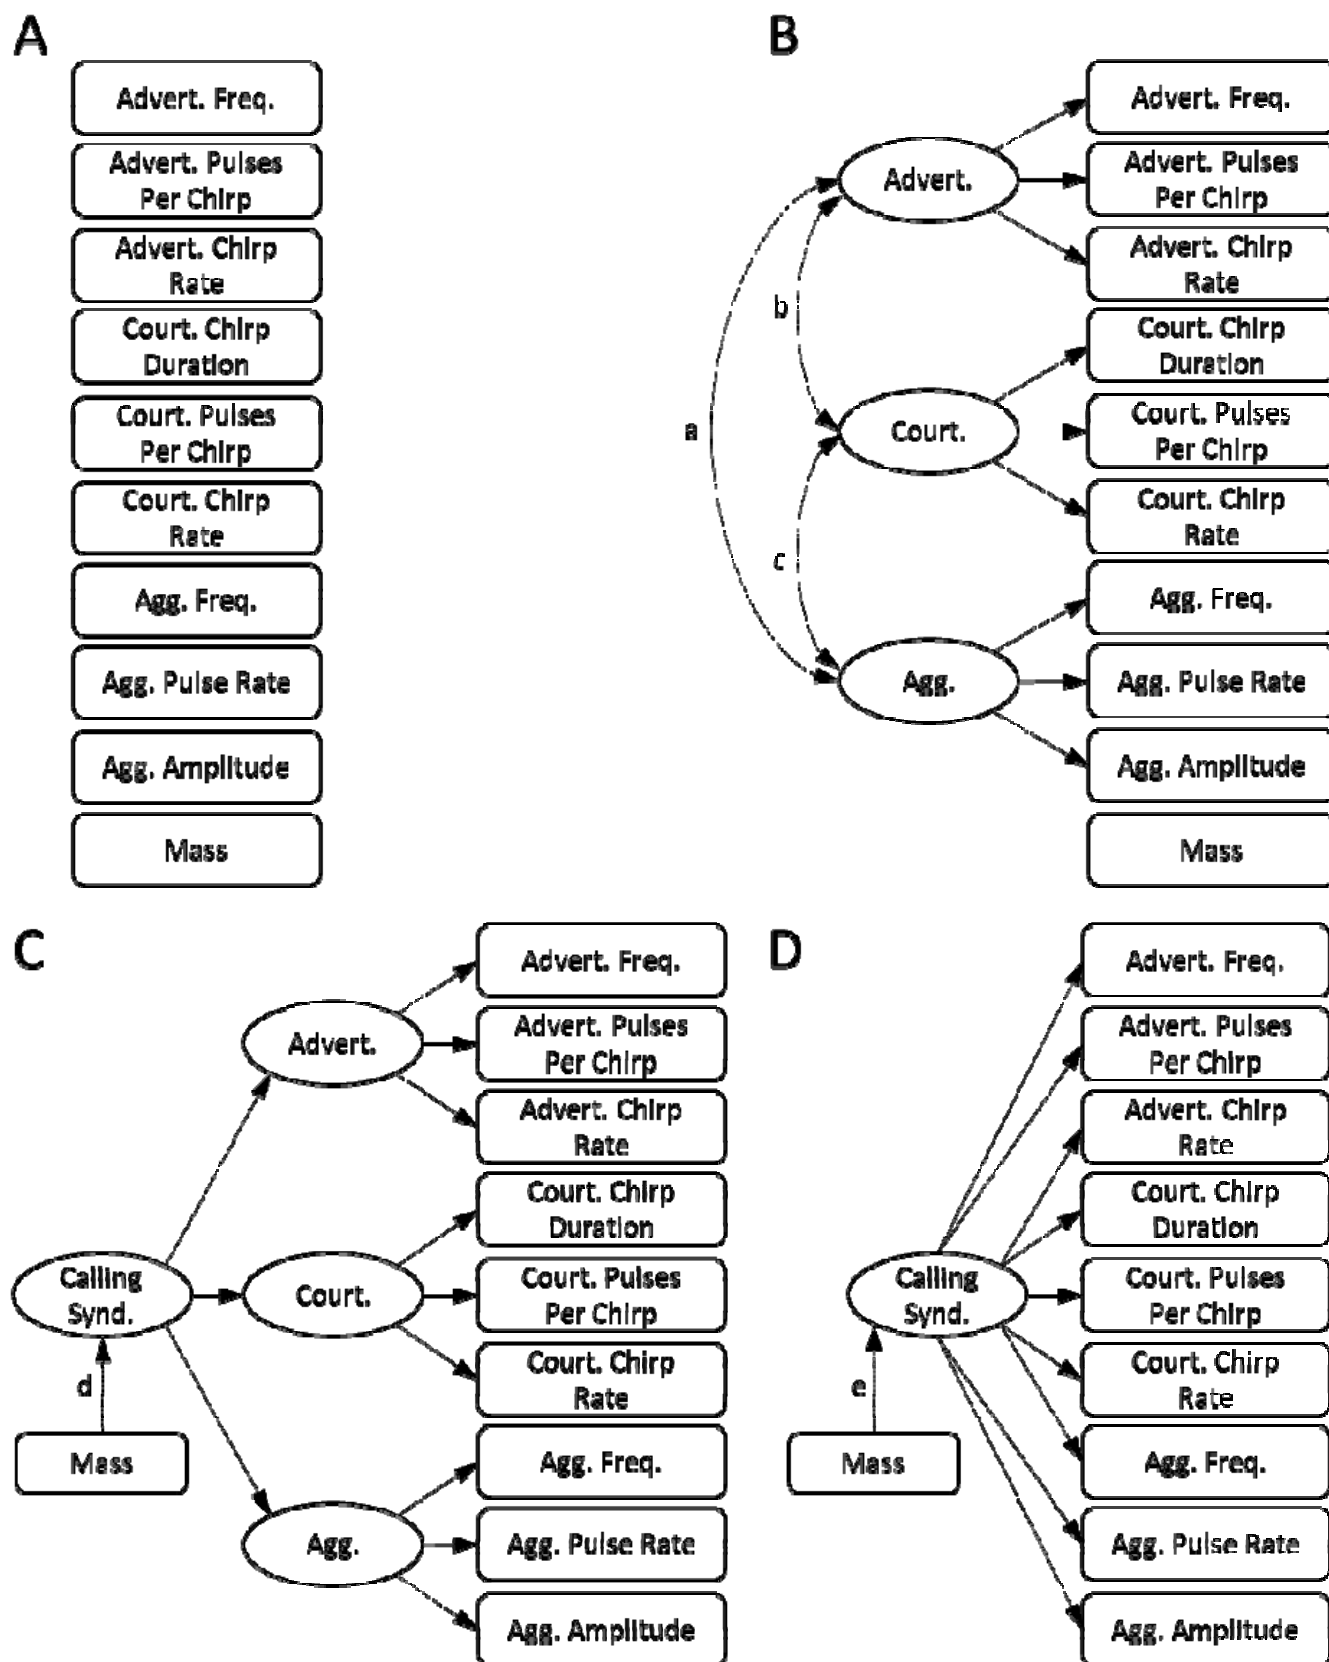 A
Advert. Freq.
Advert. Pulses
Per Chirp
Advert. Chirp
Rate
Court. Chirp
Duration
Court. Pulses
Per Chirp
Court. Chirp
Rate
Agg. Freq.
Agg. Pulse Rate
Agg. Amplitude
Mass
B
Advert.
Court.
Agg.
a
b
c
Advert. Freq.
Advert. Pulses
Per Chirp
Advert. Chirp
Rate
Court. Chirp
Duration
Court. Pulses
Per Chirp
Court. Chirp
Rate
Agg. Freq.
Agg. Pulse Rate
Agg. Amplitude
Mass
C
Calling
Synd.
d
Mass
Advert.
Court.
Agg.
Advert. Freq.
Advert. Pulses
Per Chirp
Advert. Chirp
Rate
Court. Chirp
Duration
Court. Pulses
Per Chirp
Court. Chirp
Rate
Agg. Freq.
Agg. Pulse Rate
Agg. Amplitude
D
Calling
Synd.
e
Mass
Advert. Freq.
Advert. Pulses
Per Chirp
Advert. Chirp
Rate
Court. Chirp
Duration
Court. Pulses
Per Chirp
Court. Chirp
Rate
Agg. Freq.
Agg. Pulse Rate
Agg. Amplitude